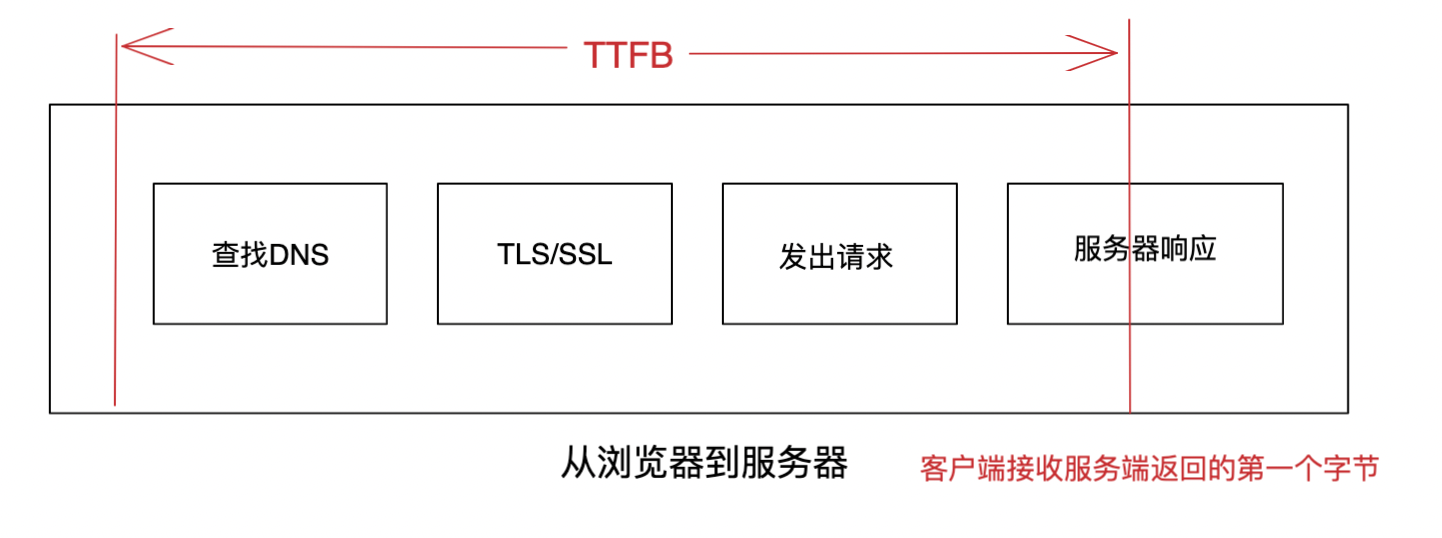 TTFB
查找DNS
TLS/SSL
发出请求
服务器响应
从浏览器到服务器
客户端接收服务端返回的第一个字节